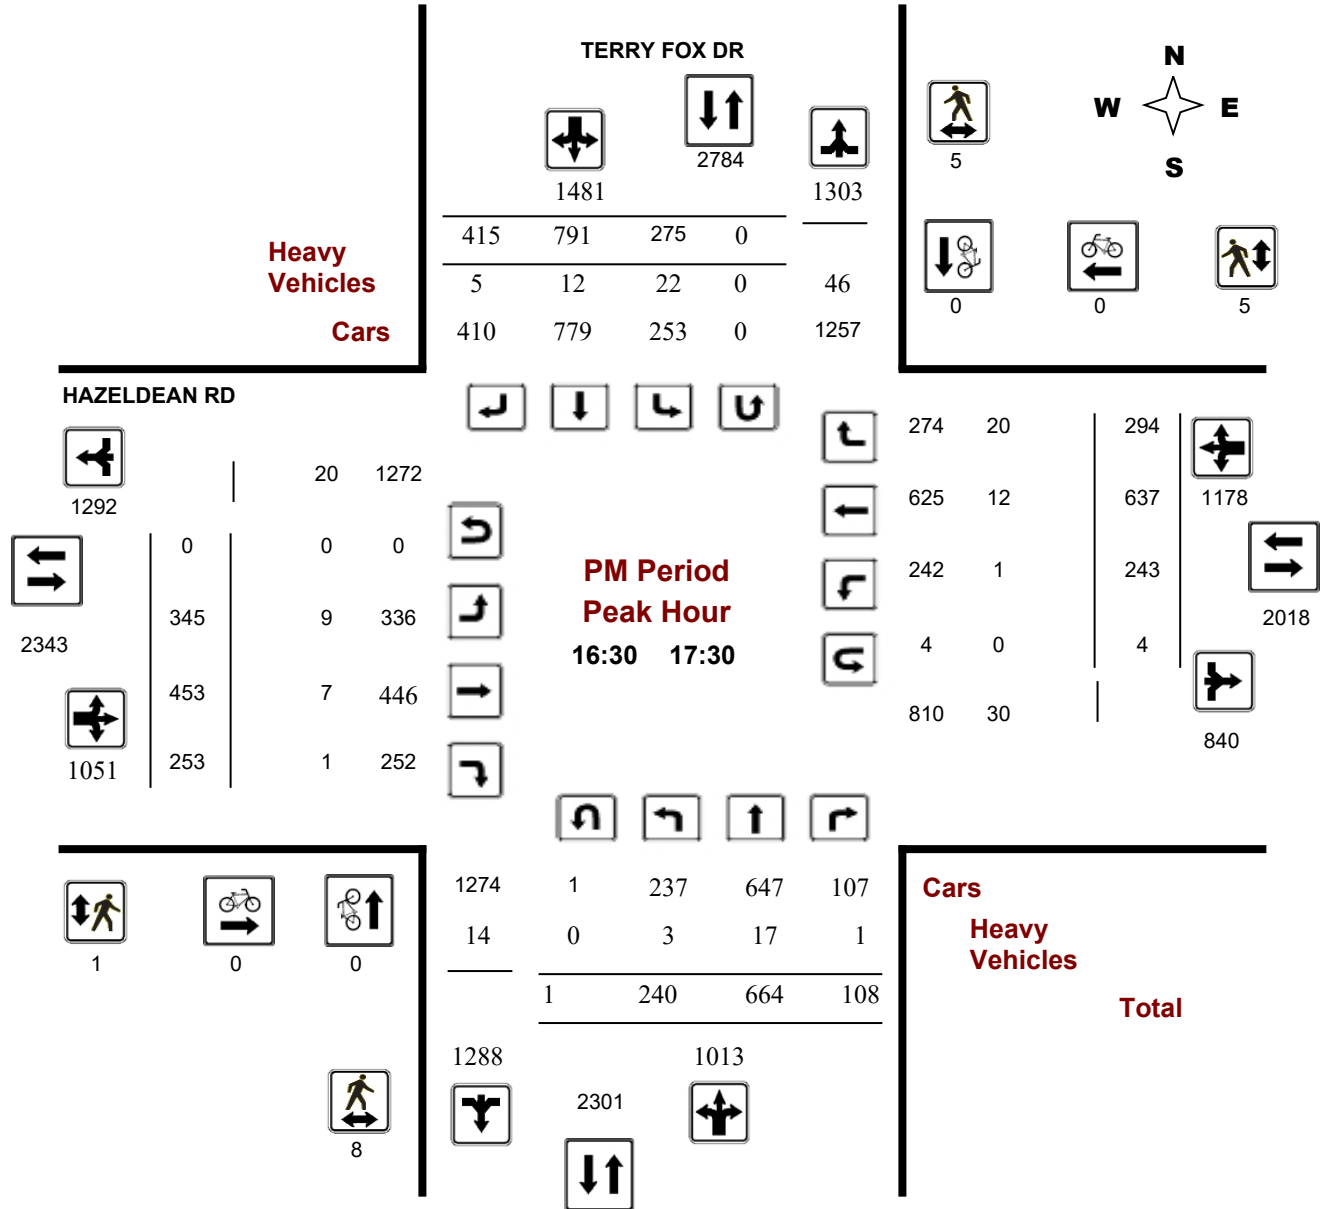 TERRY FOX DR
N
W E
S
2784
5
1481 1303
415 791 275 0
Heavy
Vehicles
5 12 22 0 46
0 0 5
Cars
410 779 253 0 1257
HAZELDEAN RD
274 20 294
20 1272
1292
625 12 637 1178
0 0 0
PM Period
242 1 243
Peak Hour
345 9 336
2018
2343
16:30 17:30
4 0 4
453 7 446
810 30
840
1051 253 1 252
1274 1 237 647 107
Cars
14 0 3 17 1
Heavy
Vehicles
1 0 0
1 240 664 108
Total
1288 1013
2301
8